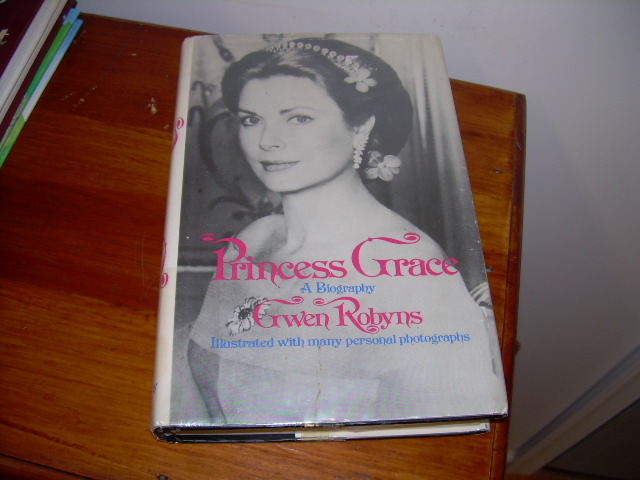 Princess Grace
A Biography
Gwen Robyns
Illustrated with many personal photographs